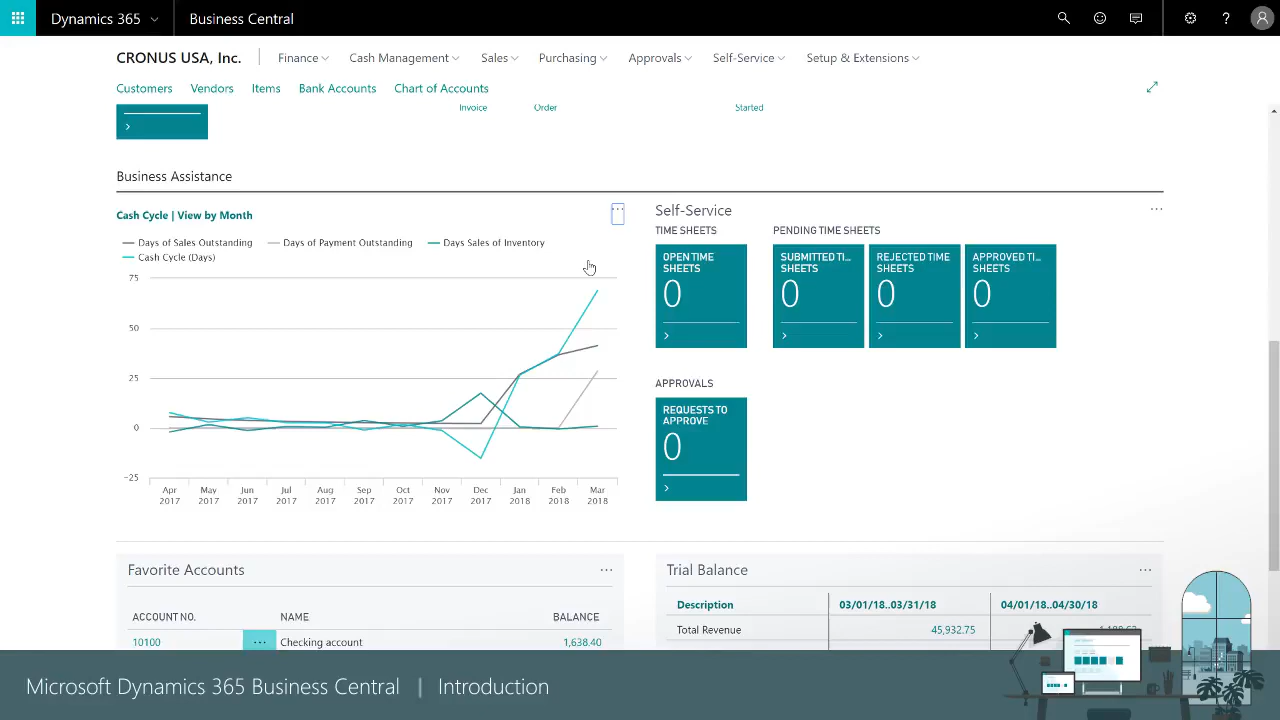 Dynamics 365 Business Central
CRONUS USA, Inc. Finance Cash Management Sales Purchasing Approvals Self-Service Setup & Extensions
Customers Vendors Items Bank Accounts Chart of Accounts
Invoice Order Started
Business Assistance
Cash Cycle | View by Month
Days of Sales Outstanding Days of Payment Outstanding Days Sales of Inventory
Cash Cycle (Days)
75
50
25
0
-25
Apr May Jun Jul Aug Sep Oct Nov Dec Jan Feb Mar
2017 2017 2017 2017 2017 2017 2017 2017 2017 2018 2018 2018
Self-Service
TIME SHEETS PENDING TIME SHEETS
OPEN TIME SUBMITTED TI... REJECTED TIME APPROVED TI...
SHEETS SHEETS SHEETS SHEETS
0 0 0 0
APPROVALS
REQUESTS TO
APPROVE
0
Favorite Accounts
ACCOUNT NO. NAME BALANCE
10100 ... Checking account 1,638.40
Trial Balance
Description 03/01/18..03/31/18 04/01/18..04/30/18
Total Revenue 45,932.75
Microsoft Dynamics 365 Business Central | Introduction